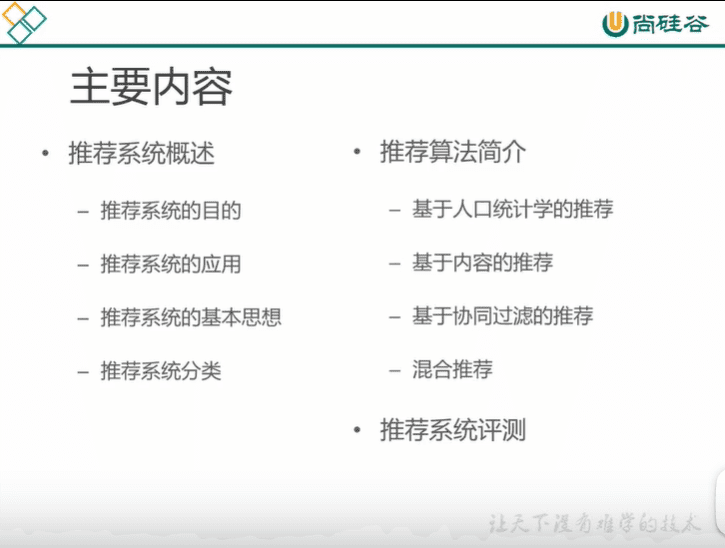 尚硅谷
主要内容
• 推荐系统概述
– 推荐系统的目的
– 推荐系统的应用
– 推荐系统的基本思想
– 推荐系统分类
• 推荐算法简介
– 基于人口统计学的推荐
– 基于内容的推荐
– 基于协同过滤的推荐
– 混合推荐
• 推荐系统评测
让天下没有难学的技术